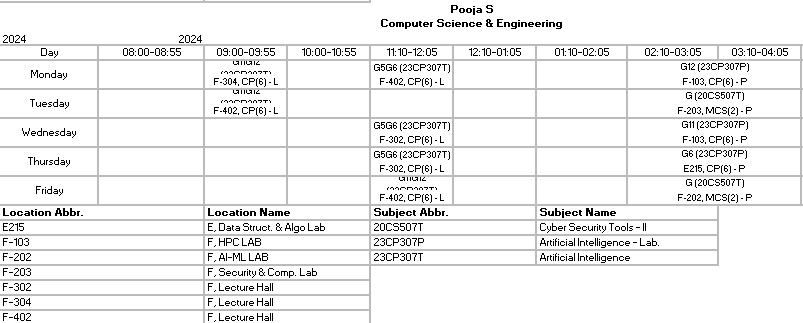 Pooja S
Computer Science & Engineering
2024 2024
Day 08:00-08:55 09:00-09:55 10:00-10:55 11:10-12:05 12:10-01:05 01:10-02:05 02:10-03:05 03:10-04:05
Monday
F-304, CP(6) - L
G5G6 (23CP307T)
F-402, CP(6) - L
G12 (23CP307P)
F-103, CP(6) - P
Tuesday
F-402, CP(6) - L
G (20CS507T)
F-203, MCS(2) - P
Wednesday
G5G6 (23CP307T)
F-302, CP(6) - L
G11 (23CP307P)
F-103, CP(6) - P
Thursday
G5G6 (23CP307T)
F-302, CP(6) - L
G6 (23CP307P)
E215, CP(6) - P
Friday
F-402, CP(6) - L
G (20CS507T)
F-202, MCS(2) - P
Location Abbr. Location Name Subject Abbr. Subject Name
E215 E, Data Struct. & Algo Lab 20CS507T Cyber Security Tools - II
F-103 F, HPC LAB 23CP307P Artificial Intelligence - Lab.
F-202 F, AI-ML LAB 23CP307T Artificial Intelligence
F-203 F, Security & Comp. Lab
F-302 F, Lecture Hall
F-304 F, Lecture Hall
F-402 F, Lecture Hall